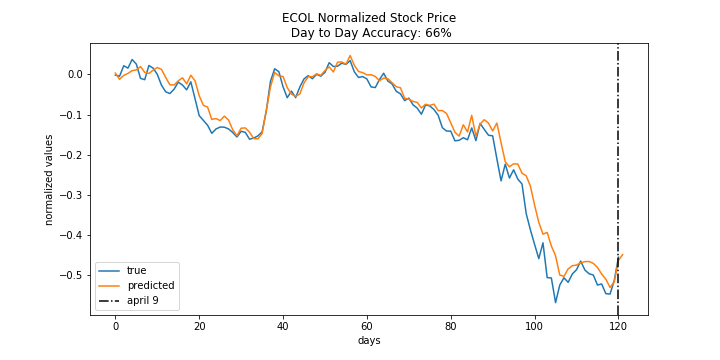 ECOL Normalized Stock Price
Day to Day Accuracy: 66%
normalized values
0.0
−0.1
−0.2
−0.3
−0.4
−0.5
true
predicted
april 9
0
20
40
60
80
100
120
days